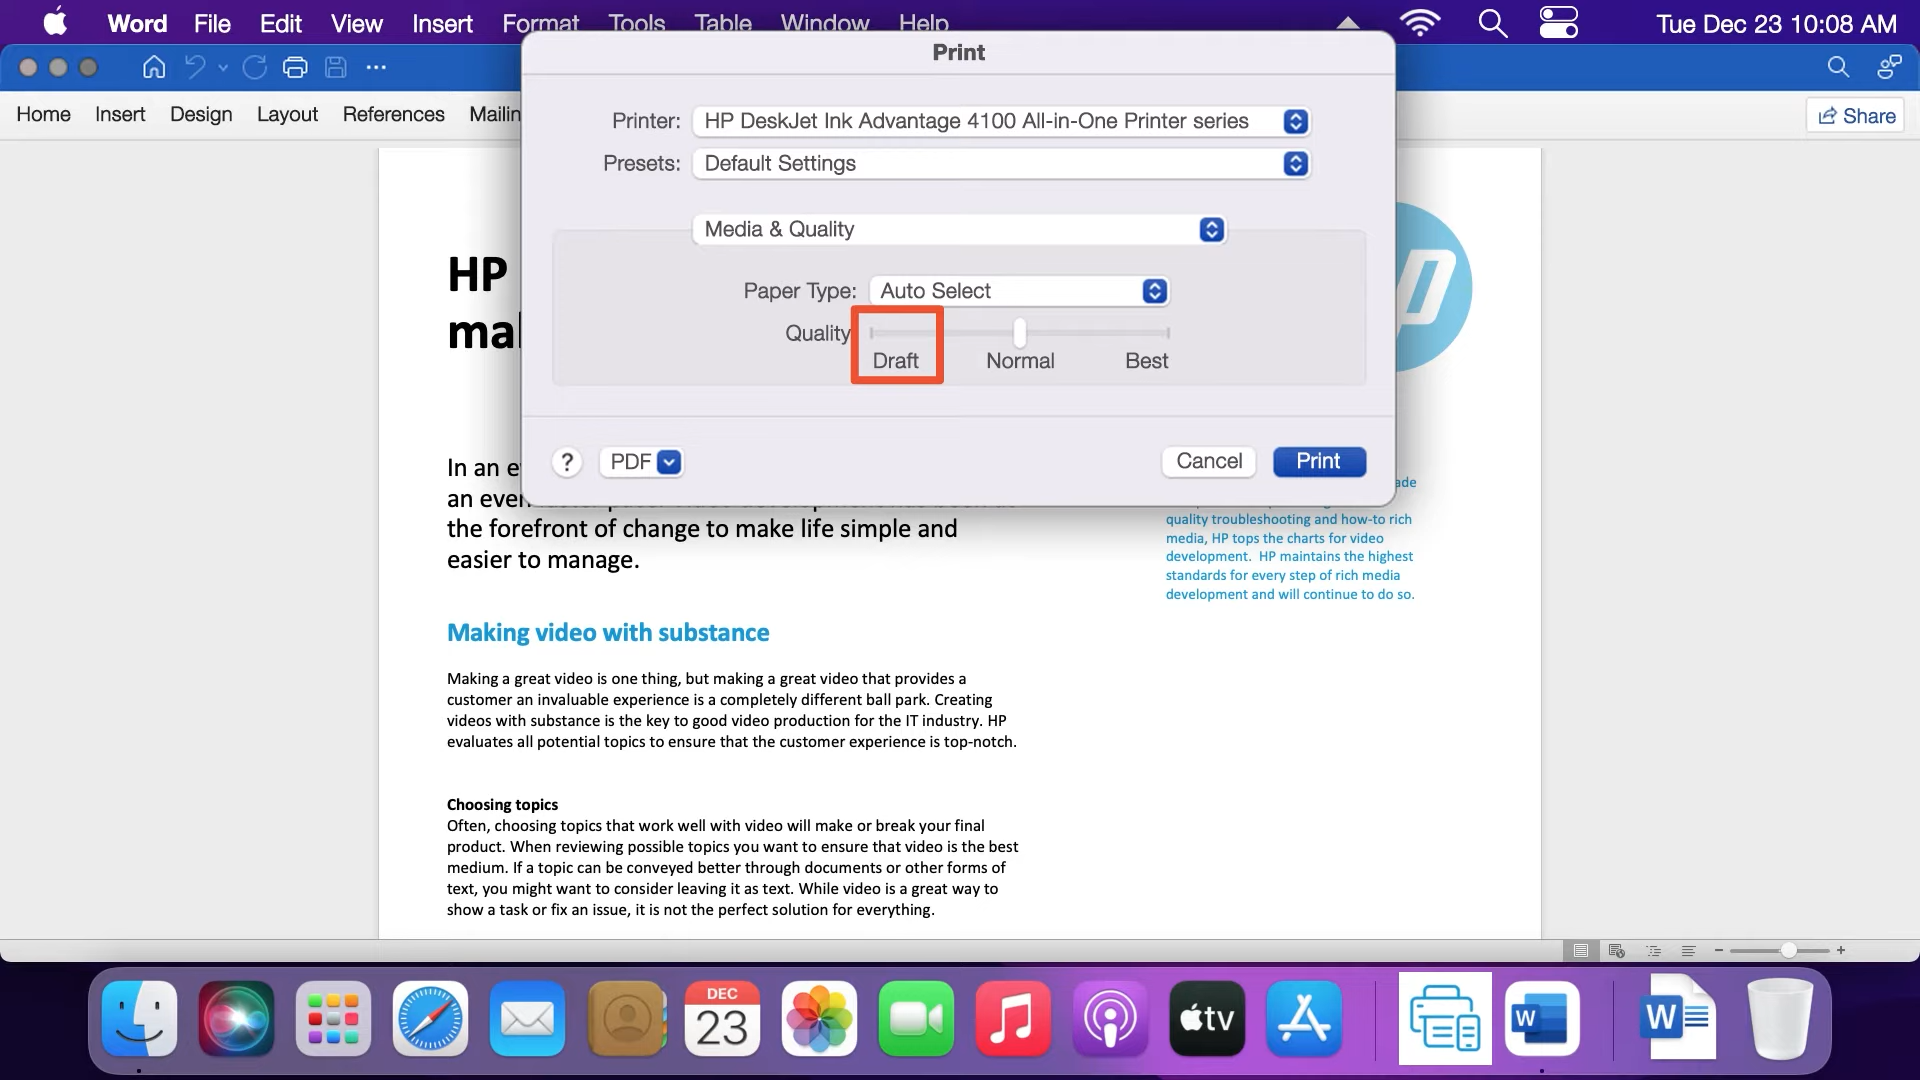 Word File Edit View Insert Format Tools Table Window Help Tue Dec 23 10:08 AM
Print
Home Insert Design Layout References Mailin
Share
Printer: HP DeskJet Ink Advantage 4100 All-in-One Printer series
Presets: Default Settings
Media & Quality
Paper Type: Auto Select
Quality
Draft Normal Best
? PDF Cancel Print
HP
In an
an even
the forefront of change to make life simple and
easier to manage.
quality troubleshooting and how-to rich
media, HP tops the charts for video
development. HP maintains the highest
standards for every step of rich media
development and will continue to do so.
Making video with substance
Making a great video is one thing, but making a great video that provides a
customer an invaluable experience is a completely different ball park. Creating
videos with substance is the key to good video production for the IT industry. HP
evaluates all potential topics to ensure that the customer experience is top-notch.
Choosing topics
Often, choosing topics that work well with video will make or break your final
product. When reviewing possible topics you want to ensure that video is the best
medium. If a topic can be conveyed better through documents or other forms of
text, you might want to consider leaving it as text. While video is a great way to
show a task or fix an issue, it is not the perfect solution for everything.
DEC
23
tv
W
W